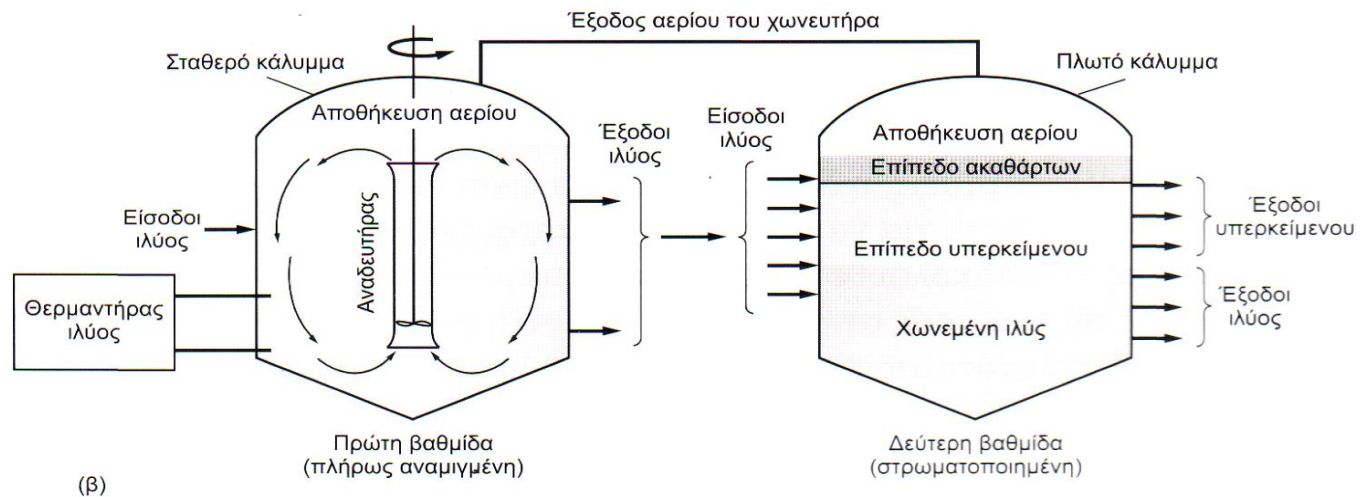 Έξοδος αερίου του χωνευτήρα
Σταθερό κάλυμμα
Πλωτό κάλυμμα
Αποθήκευση αερίου
Έξοδοι
ιλύος
Είσοδοι
ιλύος
Αποθήκευση αερίου
Επίπεδο ακαθάρτων
Είσοδοι
ιλύος
Αναδευτήρας
Επίπεδο υπερκείμενου
Έξοδοι
υπερκείμενου
Θερμαντήρας
ιλύος
Χωνεμένη ιλύς
Έξοδοι
ιλύος
Πρώτη βαθμίδα
(πλήρως αναμιγμένη)
Δεύτερη βαθμίδα
(στρωματοποιημένη)
(β)